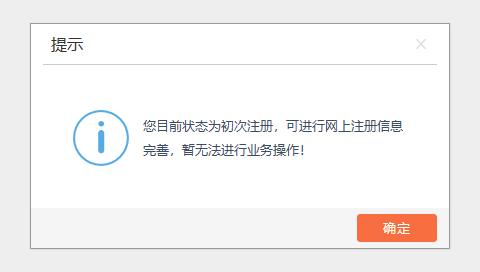 提示
您目前状态为初次注册，可进行网上注册信息
完善，暂无法进行业务操作！
确定